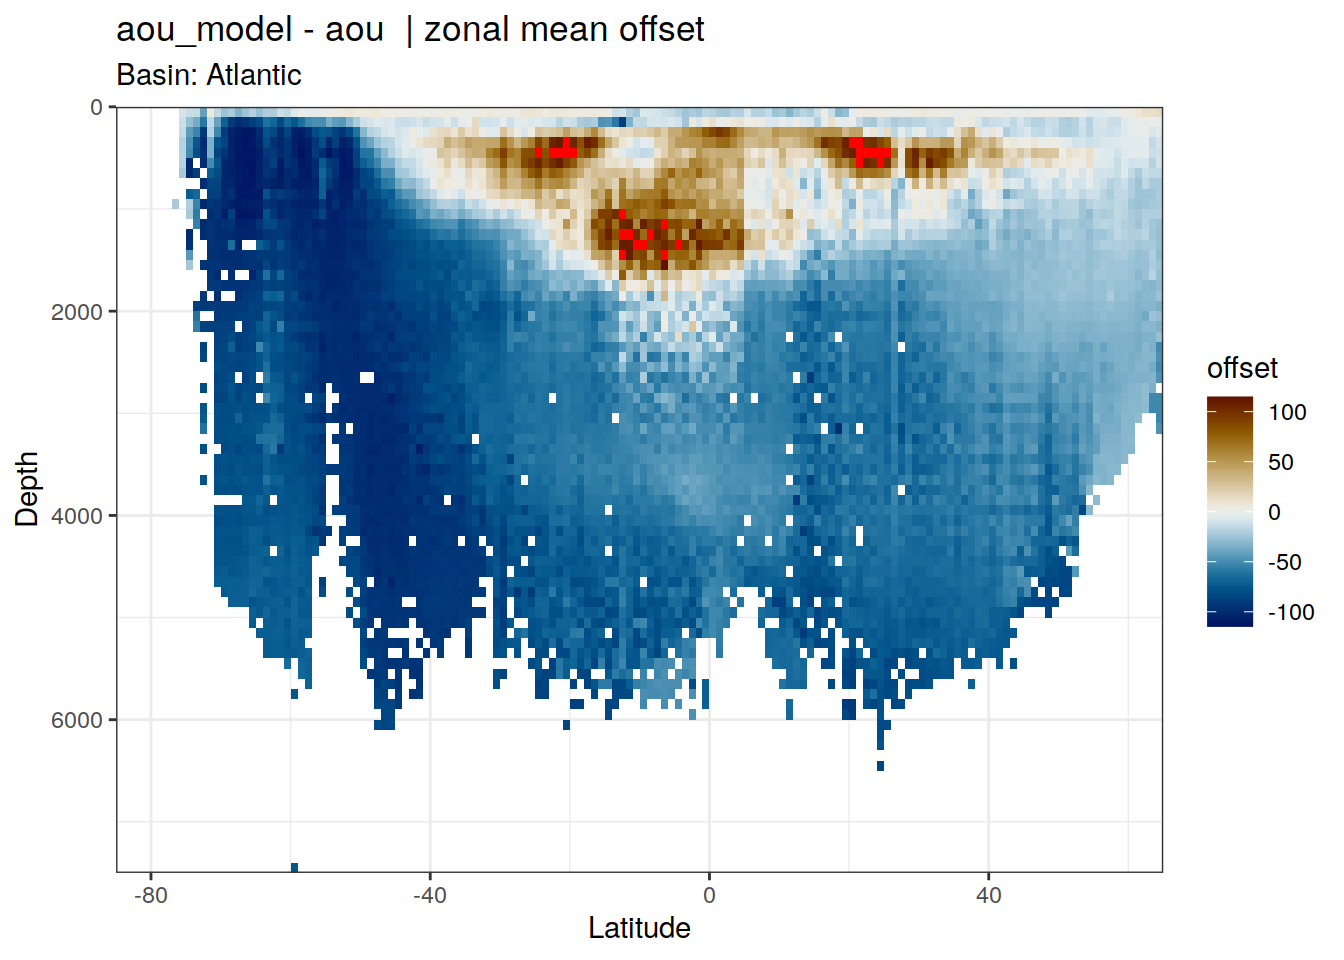 aou_model - aou  | zonal mean offset
Basin: Atlantic
0
2000
4000
6000
Depth
-80
-40
0
40
Latitude
offset
100
50
0
-50
-100